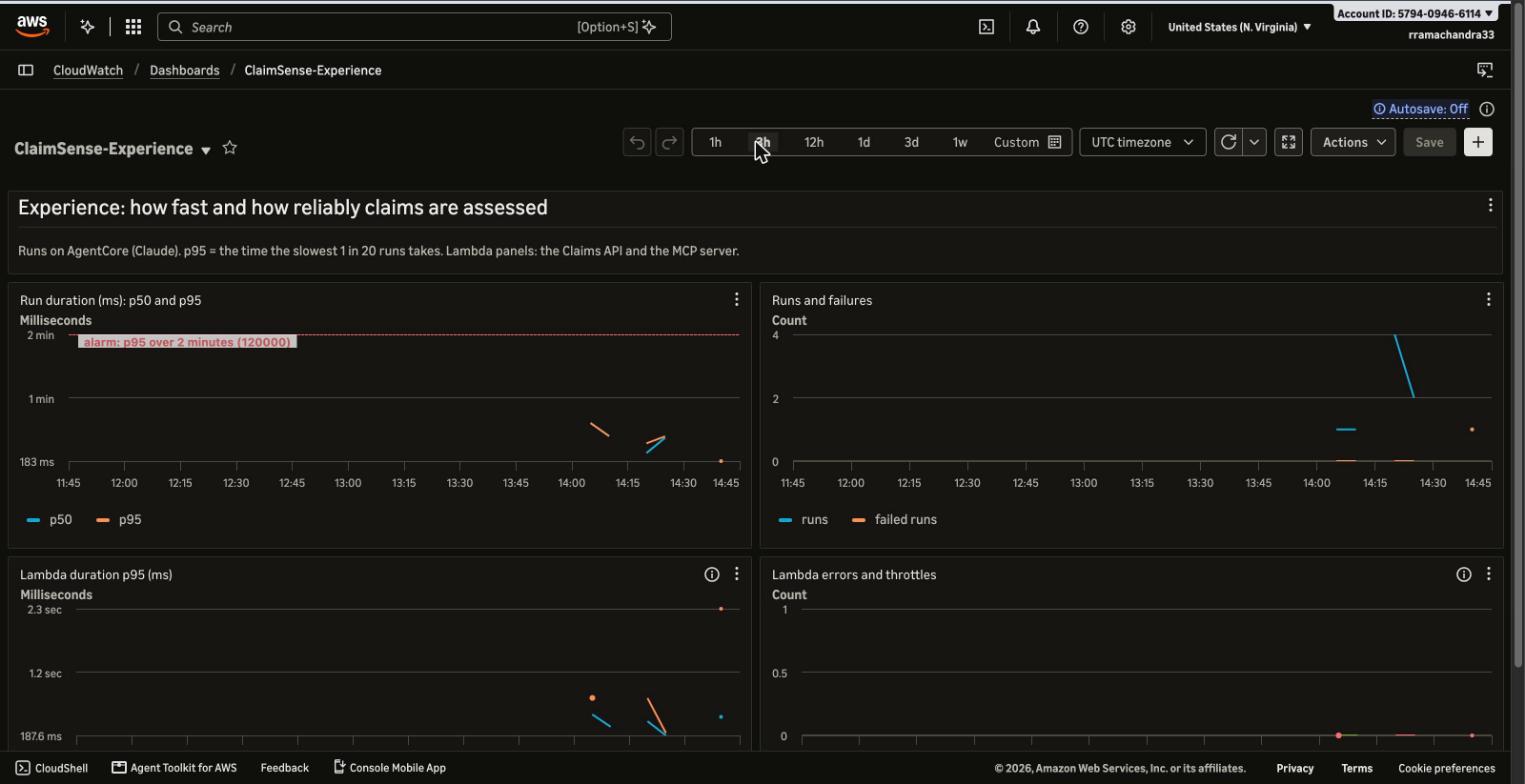 aws
Search [Option+S]
United States (N. Virginia)
Account ID: 5794-0946-6114
rramachandra33
CloudWatch / Dashboards / ClaimSense-Experience
Autosave: Off
ClaimSense-Experience
1h 3h 12h 1d 3d 1w Custom UTC timezone Actions Save
Experience: how fast and how reliably claims are assessed
Runs on AgentCore (Claude). p95 = the time the slowest 1 in 20 runs takes. Lambda panels: the Claims API and the MCP server.
Run duration (ms): p50 and p95
Milliseconds
2 min
alarm: p95 over 2 minutes (120000)
1 min
183 ms
11:45 12:00 12:15 12:30 12:45 13:00 13:15 13:30 13:45 14:00 14:15 14:30 14:45
p50 p95
Runs and failures
Count
4
2
0
11:45 12:00 12:15 12:30 12:45 13:00 13:15 13:30 13:45 14:00 14:15 14:30 14:45
runs failed runs
Lambda duration p95 (ms)
Milliseconds
2.3 sec
1.2 sec
187.6 ms
Lambda errors and throttles
Count
1
0.5
0
CloudShell Agent Toolkit for AWS Feedback Console Mobile App
© 2026, Amazon Web Services, Inc. or its affiliates. Privacy Terms Cookie preferences